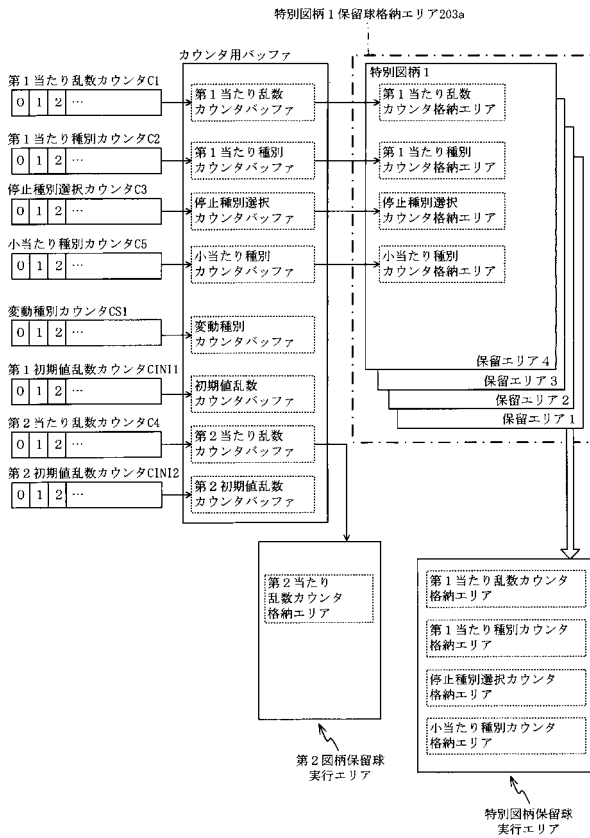 特別図柄1保留球格納エリア203a
カウンタ用バッファ
第1当たり乱数カウンタC1
0 1 2 …
第1当たり乱数
カウンタバッファ
特別図柄1
第1当たり乱数
カウンタ格納エリア
第1当たり種別カウンタC2
0 1 2 …
第1当たり種別
カウンタバッファ
第1当たり種別
カウンタ格納エリア
停止種別選択カウンタC3
0 1 2 …
停止種別選択
カウンタバッファ
停止種別選択
カウンタ格納エリア
小当たり種別カウンタC5
0 1 2 …
小当たり種別
カウンタバッファ
小当たり種別
カウンタ格納エリア
変動種別カウンタCS1
0 1 2 …
変動種別
カウンタバッファ
保留エリア4
保留エリア3
保留エリア2
保留エリア1
第1初期値乱数カウンタCINI1
0 1 2 …
初期値乱数
カウンタバッファ
第2当たり乱数カウンタC4
0 1 2 …
第2当たり乱数
カウンタバッファ
第2初期値乱数カウンタCINI2
0 1 2 …
第2初期値乱数
カウンタバッファ
第2当たり
乱数カウンタ
格納エリア
第2図柄保留球
実行エリア
第1当たり乱数カウンタ
格納エリア
第1当たり種別カウンタ
格納エリア
停止種別選択カウンタ
格納エリア
小当たり種別カウンタ
格納エリア
特別図柄保留球
実行エリア